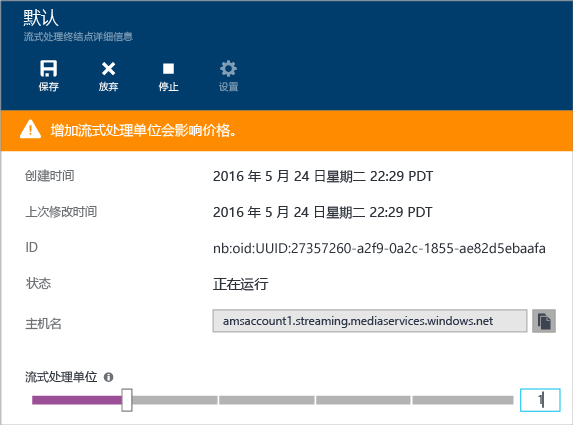 默认
流式处理终结点详细信息
保存 放弃 停止 设置
增加流式处理单位会影响价格。
创建时间 2016 年 5 月 24 日星期二 22:29 PDT
上次修改时间 2016 年 5 月 24 日星期二 22:29 PDT
ID nb:oid:UUID:27357260-a2f9-0a2c-1855-ae82d5ebaafa
状态 正在运行
主机名 amsaccount1.streaming.mediaservices.windows.net
流式处理单位
1